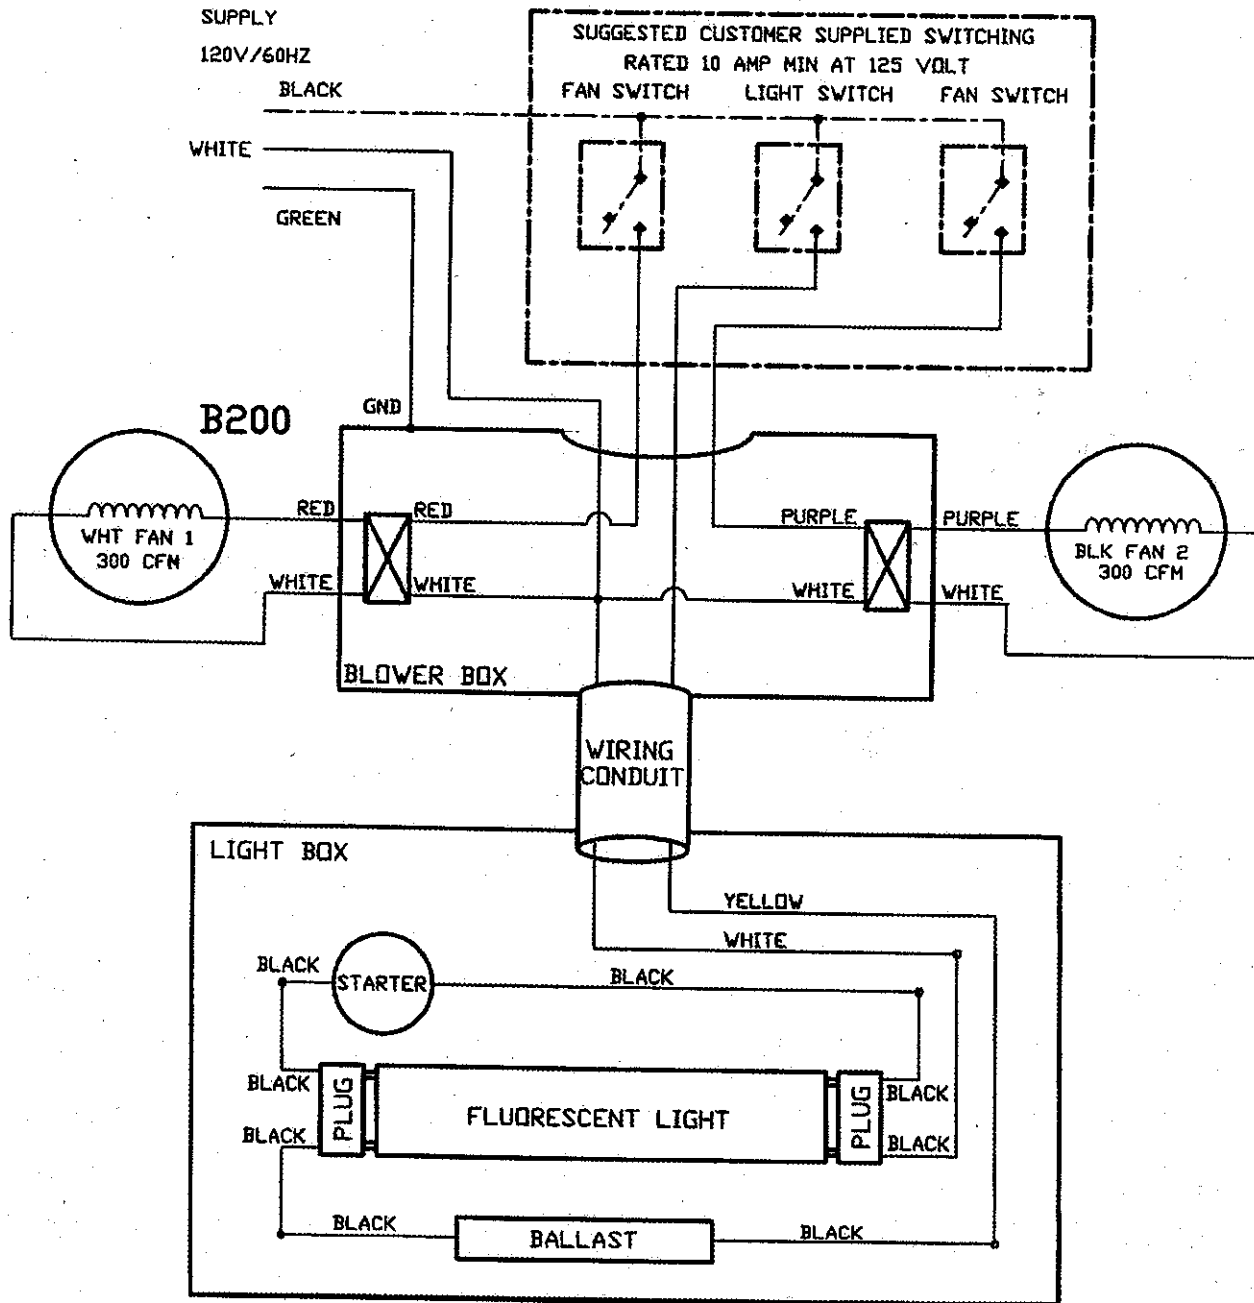 SUPPLY
120V/60HZ
BLACK
WHITE
GREEN
SUGGESTED CUSTOMER SUPPLIED SWITCHING
RATED 10 AMP MIN AT 125 VOLT
FAN SWITCH
LIGHT SWITCH
FAN SWITCH
B200
GND
RED
RED
WHT FAN 1
300 CFM
WHITE
WHITE
PURPLE
PURPLE
BLK FAN 2
300 CFM
WHITE
WHITE
BLOWER BOX
WIRING
CONDUIT
LIGHT BOX
YELLOW
WHITE
BLACK
STARTER
BLACK
BLACK
PLUG
FLUORESCENT LIGHT
PLUG
BLACK
BLACK
BLACK
BLACK
BALLAST
BLACK